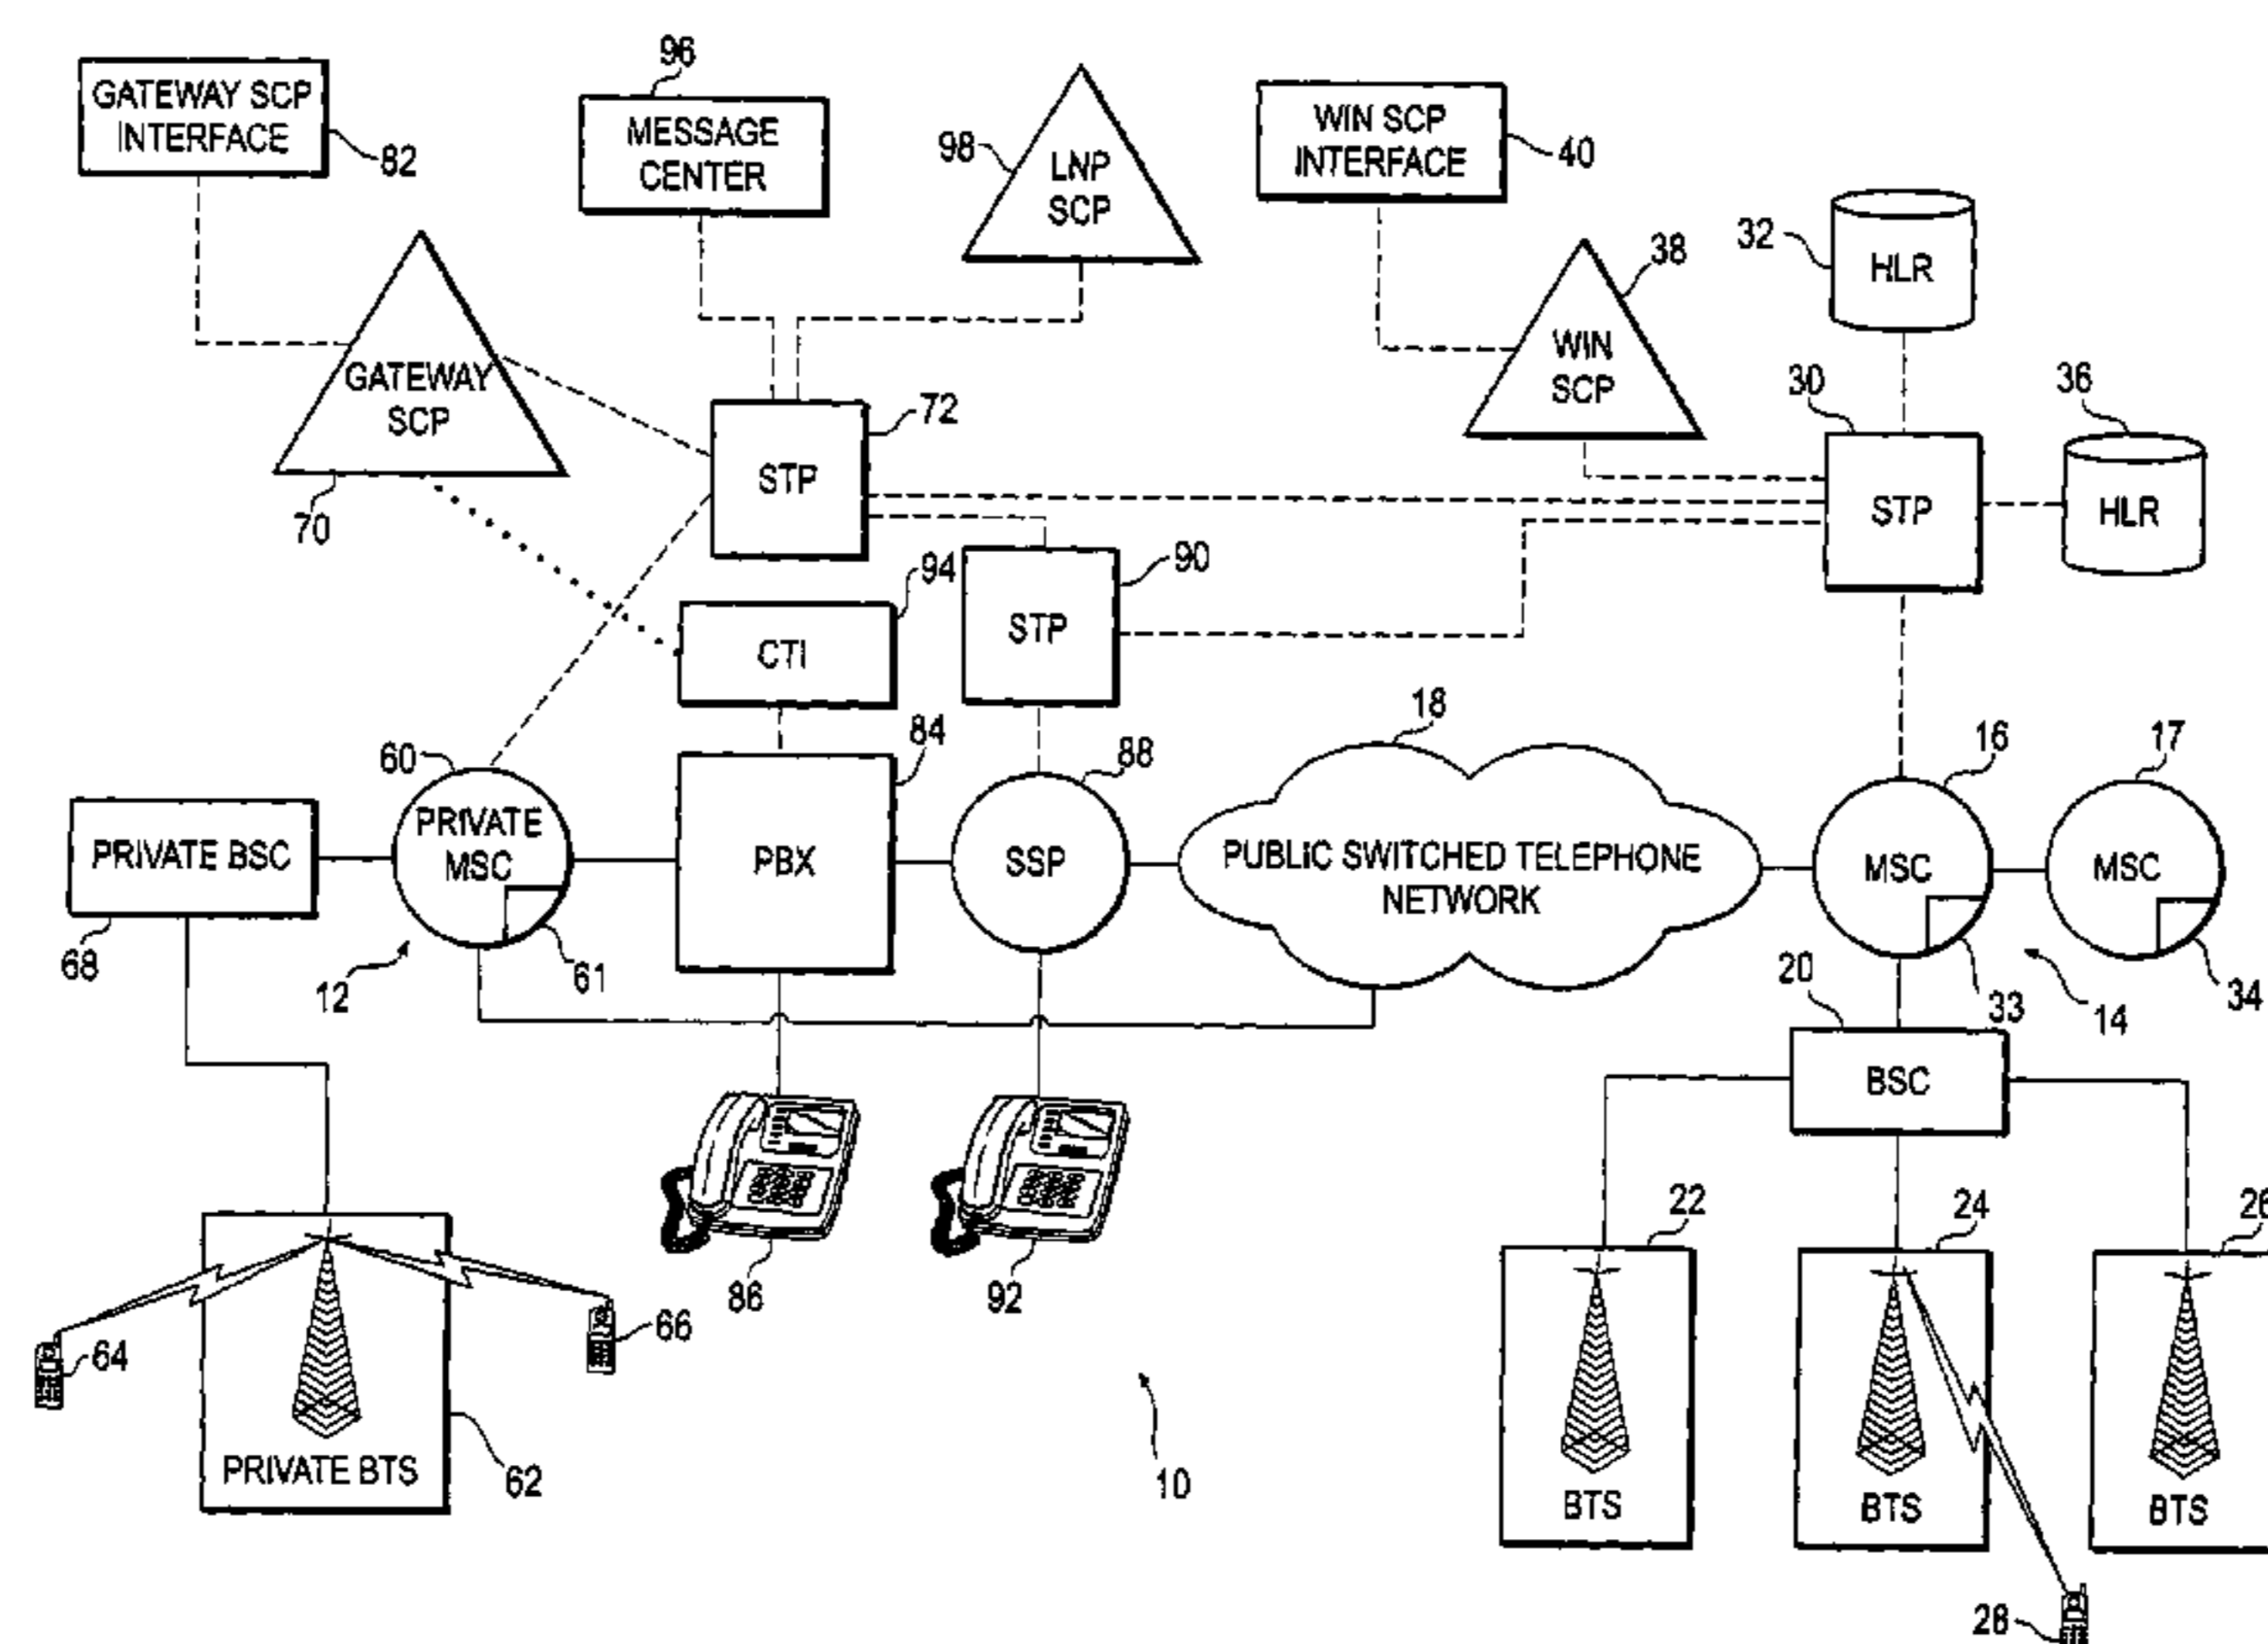 96
GATEWAY SCP
INTERFACE
82
MESSAGE
CENTER
98
LNP
SCP
WIN SCP
INTERFACE
40
32
HLR
38
WIN
SCP
GATEWAY
SCP
70
72
STP
30
STP
36
HLR
90
STP
94
CTI
84
18
60
PRIVATE
MSC
61
88
16
17
PRIVATE BSC
68
12
PBX
SSP
PUBLIC SWITCHED TELEPHONE
NETWORK
MSC
33
MSC
34
14
20
BSC
86
92
22
24
26
64
66
62
PRIVATE BTS
10
BTS
BTS
BTS
28